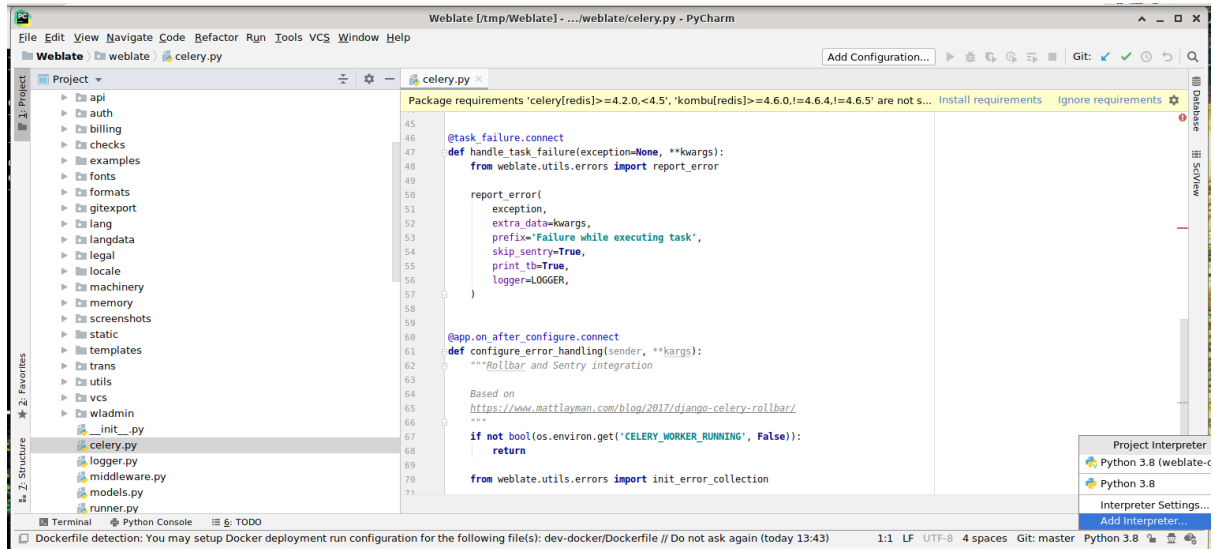 Weblate [/tmp/Weblate] - .../weblate/celery.py - PyCharm
File Edit View Navigate Code Refactor Run Tools VCS Window Help
Weblate weblate celery.py
Add Configuration...
Git:
1: Project
Project
api
auth
billing
checks
examples
fonts
formats
gitexport
lang
langdata
legal
locale
machinery
memory
screenshots
static
templates
trans
utils
vcs
wladmin
__init__.py
celery.py
logger.py
middleware.py
models.py
runner.py
2: Favorites
7: Structure
celery.py
Package requirements 'celery[redis]>=4.2.0,<4.5', 'kombu[redis]>=4.6.0,!=4.6.4,!=4.6.5' are not s... Install requirements Ignore requirements
45
46 @task_failure.connect
47 def handle_task_failure(exception=None, **kwargs):
48 from weblate.utils.errors import report_error
49
50 report_error(
51 exception,
52 extra_data=kwargs,
53 prefix='Failure while executing task',
54 skip_sentry=True,
55 print_tb=True,
56 logger=LOGGER,
57 )
58
59
60 @app.on_after_configure.connect
61 def configure_error_handling(sender, **kargs):
62 """Rollbar and Sentry integration
63
64 Based on
65 https://www.mattlayman.com/blog/2017/django-celery-rollbar/
66 """
67 if not bool(os.environ.get('CELERY_WORKER_RUNNING', False)):
68 return
69
70 from weblate.utils.errors import init_error_collection
71
Database
SciView
Project Interpreter
Python 3.8 (weblate-
Python 3.8
Interpreter Settings...
Add Interpreter...
Terminal Python Console 6: TODO
Dockerfile detection: You may setup Docker deployment run configuration for the following file(s): dev-docker/Dockerfile // Do not ask again (today 13:43) 1:1 LF UTF-8 4 spaces Git: master Python 3.8